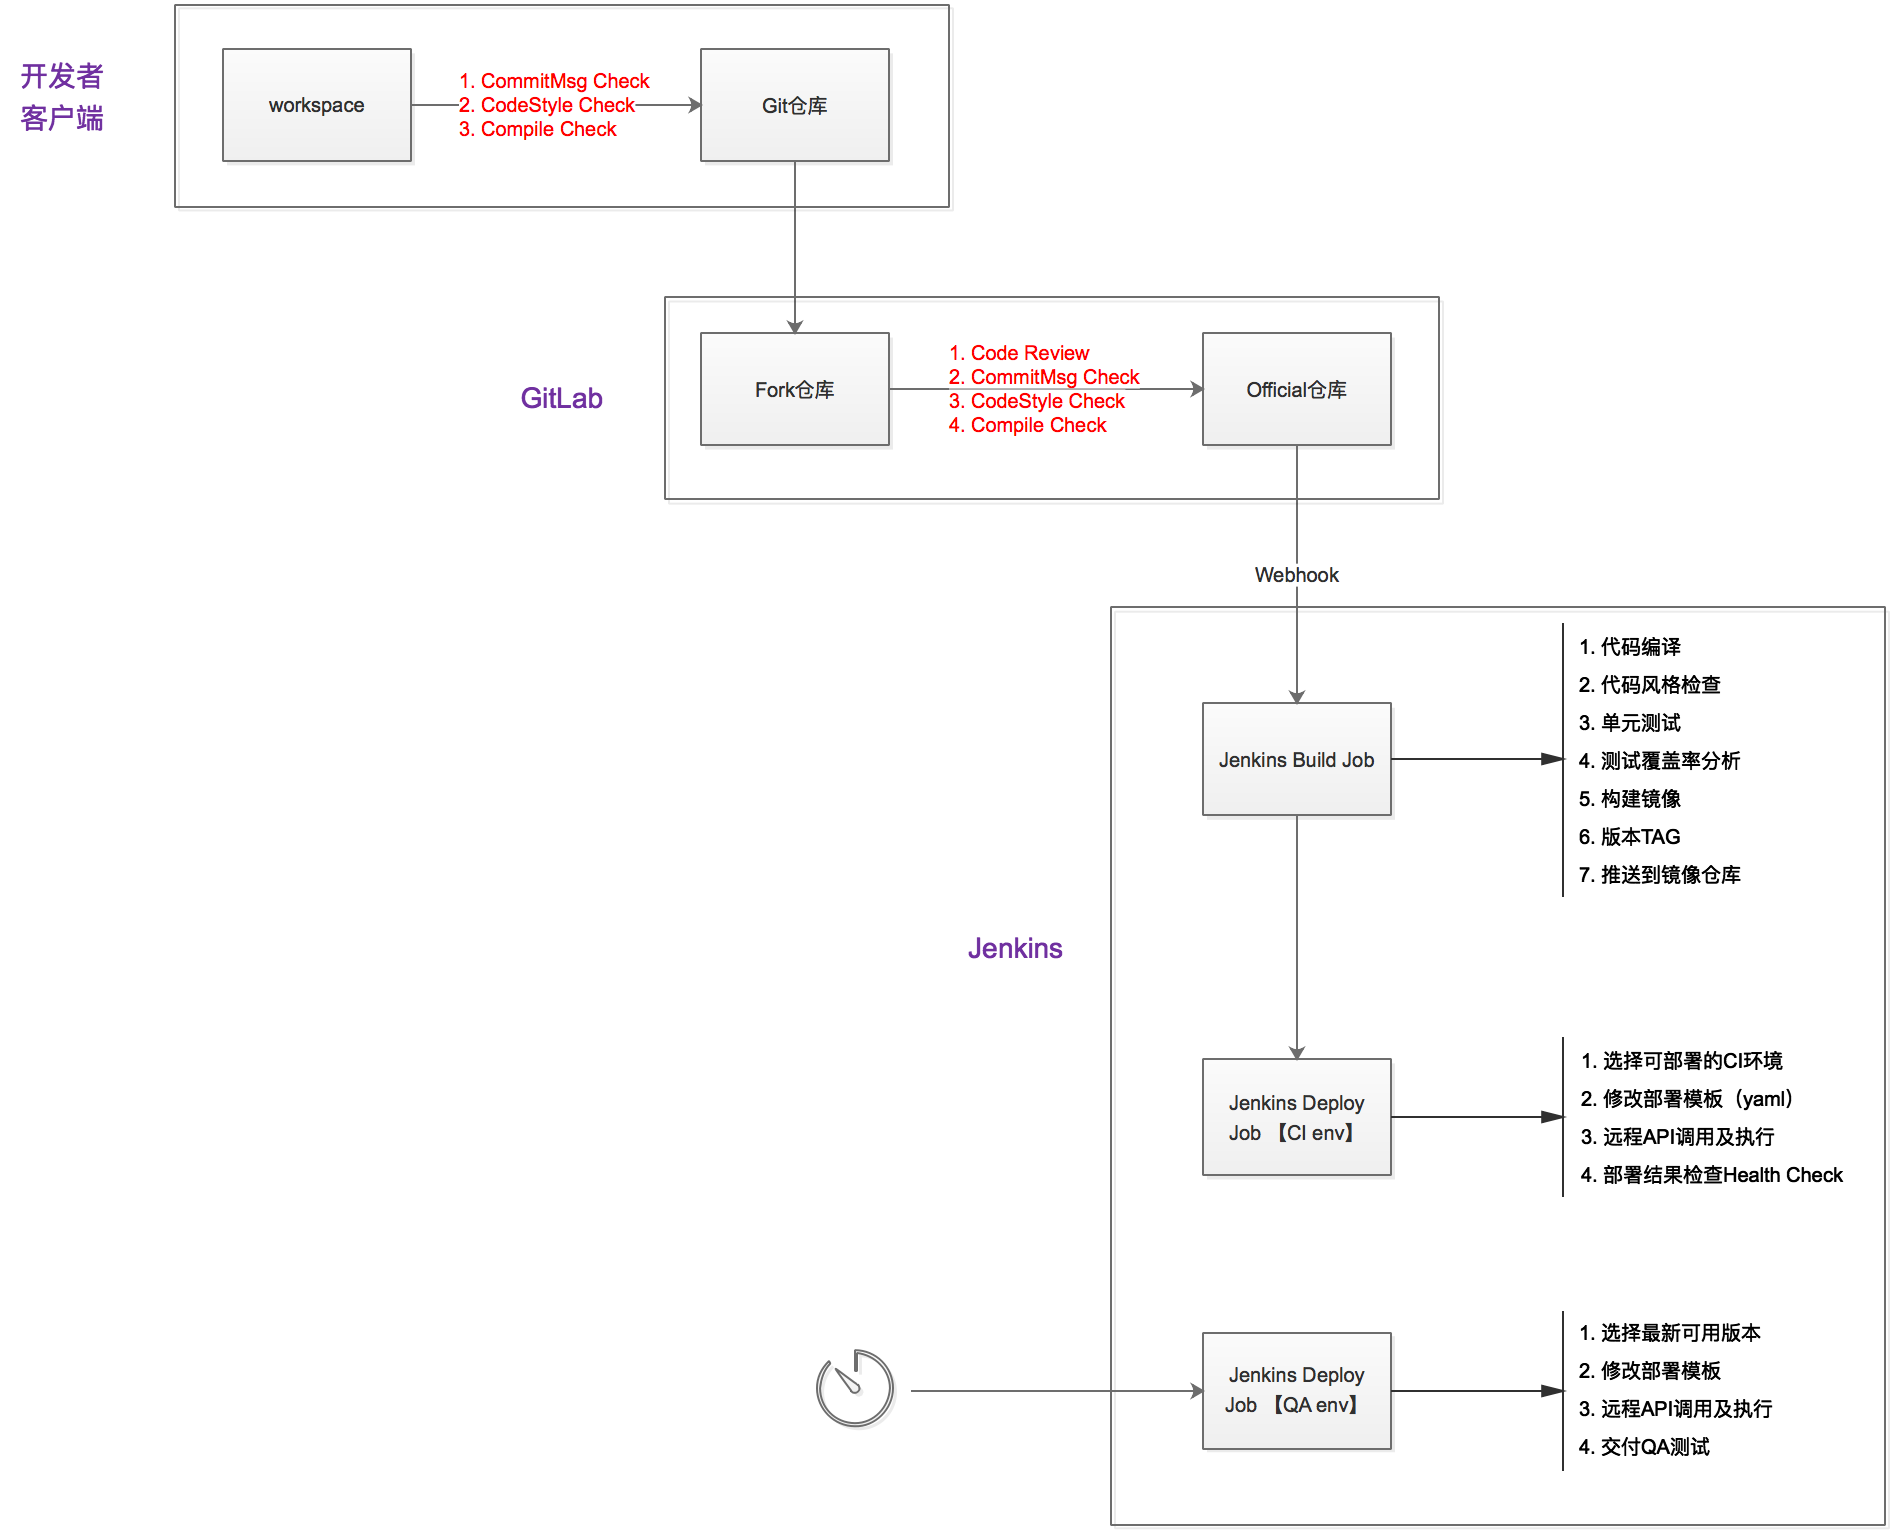 开发者
客户端
workspace
1. CommitMsg Check
2. CodeStyle Check
3. Compile Check
Git仓库
GitLab
Fork仓库
1. Code Review
2. CommitMsg Check
3. CodeStyle Check
4. Compile Check
Official仓库
Webhook
Jenkins
Jenkins Build Job
1. 代码编译
2. 代码风格检查
3. 单元测试
4. 测试覆盖率分析
5. 构建镜像
6. 版本TAG
7. 推送到镜像仓库
Jenkins Deploy
Job 【CI env】
1. 选择可部署的CI环境
2. 修改部署模板（yaml）
3. 远程API调用及执行
4. 部署结果检查Health Check
Jenkins Deploy
Job 【QA env】
1. 选择最新可用版本
2. 修改部署模板
3. 远程API调用及执行
4. 交付QA测试